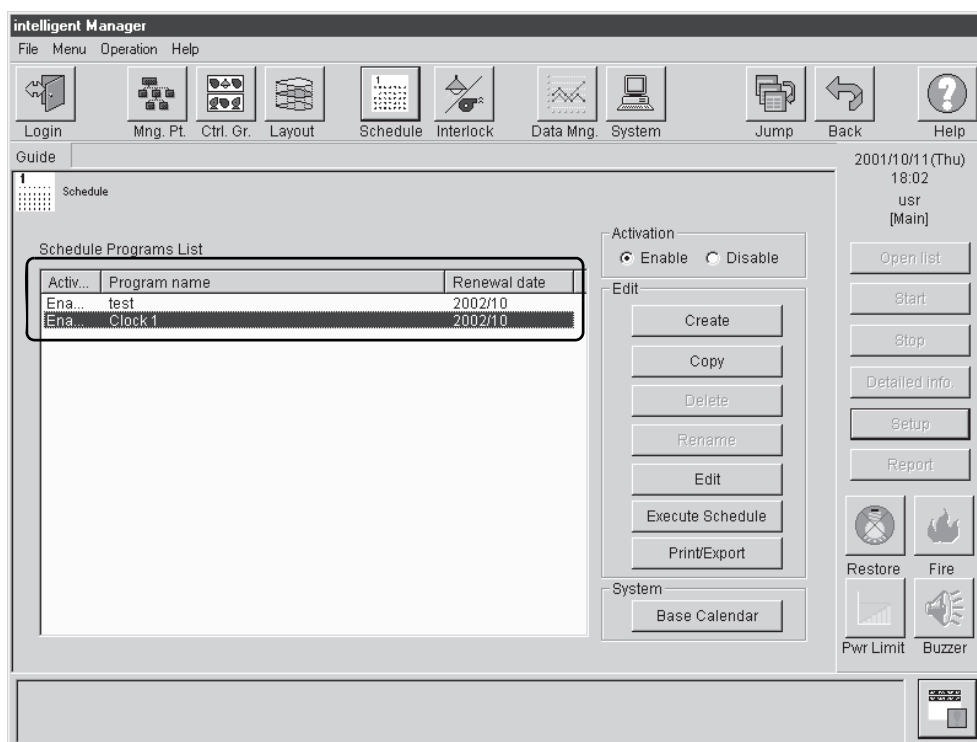 intelligent Manager
File Menu Operation Help
Login Mng. Pt. Ctrl. Gr. Layout Schedule Interlock Data Mng. System Jump Back Help
Guide
1
Schedule
2001/10/11(Thu)
18:02
usr
[Main]
Schedule Programs List
Activ... Program name Renewal date
Ena... test 2002/10
Ena... Clock 1 2002/10
Activation
Enable Disable
Edit
Create
Copy
Delete
Rename
Edit
Execute Schedule
Print/Export
System
Base Calendar
Open list
Start
Stop
Detailed info.
Setup
Report
Restore Fire
Pwr Limit Buzzer